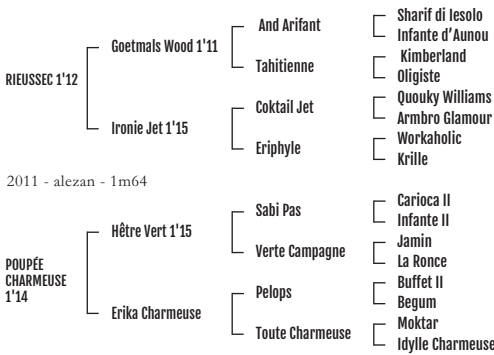 Sharif di Iesolo
And Arifant
Infante d'Aunou
Goetmals Wood 1'11
Kimberland
Tahitienne
Oligiste
RIEUSSEC 1'12
Quouky Williams
Coktail Jet
Armbro Glamour
Ironie Jet 1'15
Workaholic
Eriphyle
Krille
2011 - alezan - 1m64
Carioca II
Sabi Pas
Infante II
Hêtre Vert 1'15
Jamin
Verte Campagne
La Ronce
POUPÉE
CHARMEUSE
1'14
Buffet II
Pelops
Begum
Erika Charmeuse
Moktar
Toute Charmeuse
Idylle Charmeuse